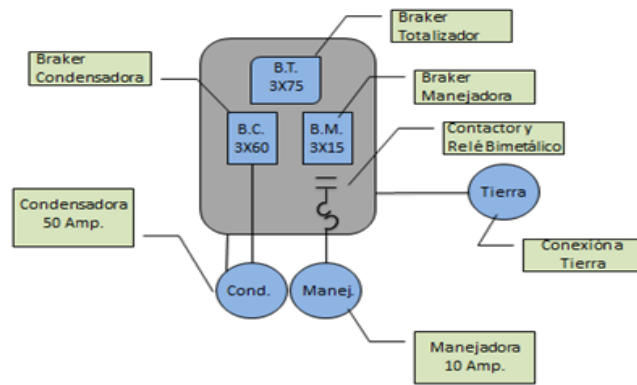 Braker
Totalizador
Braker
Condensadora
B.T.
3X75
Braker
Manejadora
B.C.
3X60
B.M.
3X15
Contactor y
Relé Bimetálico
Condensadora
50 Amp.
Tierra
Conexión a
Tierra
Cond.
Manej.
Manejadora
10 Amp.